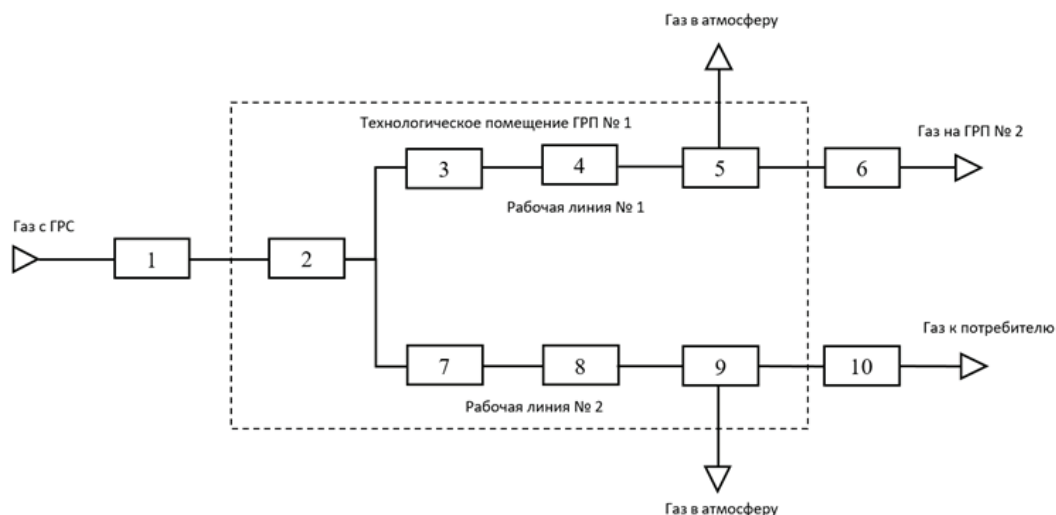 Газ в атмосферу
Технологическое помещение ГРП № 1
Газ на ГРП № 2
3
4
5
6
Рабочая линия № 1
Газ с ГРС
1
2
Газ к потребителю
7
8
9
10
Рабочая линия № 2
Газ в атмосферу